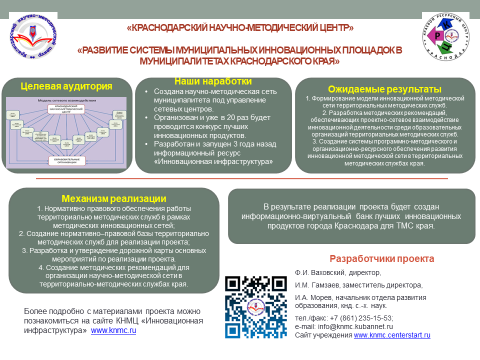 «КРАСНОДАРСКИЙ НАУЧНО-МЕТОДИЧЕСКИЙ ЦЕНТР»
«РАЗВИТИЕ СИСТЕМЫ МУНИЦИПАЛЬНЫХ ИННОВАЦИОННЫХ ПЛОЩАДОК В
МУНИЦИПАЛИТЕТАХ КРАСНОДАРСКОГО КРАЯ»
Целевая аудитория
Наши наработки
• Создана научно-методическая сеть
муниципалитета под управление
сетевых центров.
• Организован и уже в 20 раз будет
проводится конкурс лучших
инновационных продуктов.
• Разработан и запущен 3 года назад
информационный ресурс
«Инновационная инфраструктура»
Ожидаемые результаты
1. Формирование модели инновационной методической
сети территориальных методических служб.
2. Разработка методических рекомендаций,
обеспечивающих проектно-сетевое взаимодействие
инновационной деятельности среди образовательных
организаций территориальных методических служб.
3. Создание системы программно-методического и
организационно-ресурсного обеспечения развития
инновационной методической сети в территориальных
методических службах края.
Механизм реализации
1. Нормативно правового обеспечения работы
территориально методических служб в рамках
методических инновационных сетей;
2. Создание нормативно–правовой базы территориально
методических служб для реализации проекта;
3. Разработка и утверждение дорожной карты основных
мероприятий по реализации проекта.
4. Создание методических рекомендаций для
организации научно-методической сети в
территориально-методических службах края.
В результате реализации проекта будет создан
информационно-виртуальный банк лучших инновационных
продуктов города Краснодара для ТМС края.
Разработчики проекта
Ф.И. Ваховский, директор,
И.М. Гамзаев, заместитель директора,
И.А. Морев, начальник отдела развития
образования, кнд. с.-х. наук.
тел./факс: +7 (861) 235-15-53;
e-mail: info@knmc.kubannet.ru
Сайт учреждения www.knmc.centerstart.ru
Более подробно с материалами проекта можно
познакомиться на сайте КНМЦ «Инновационная
инфраструктура» www.knmc.ru